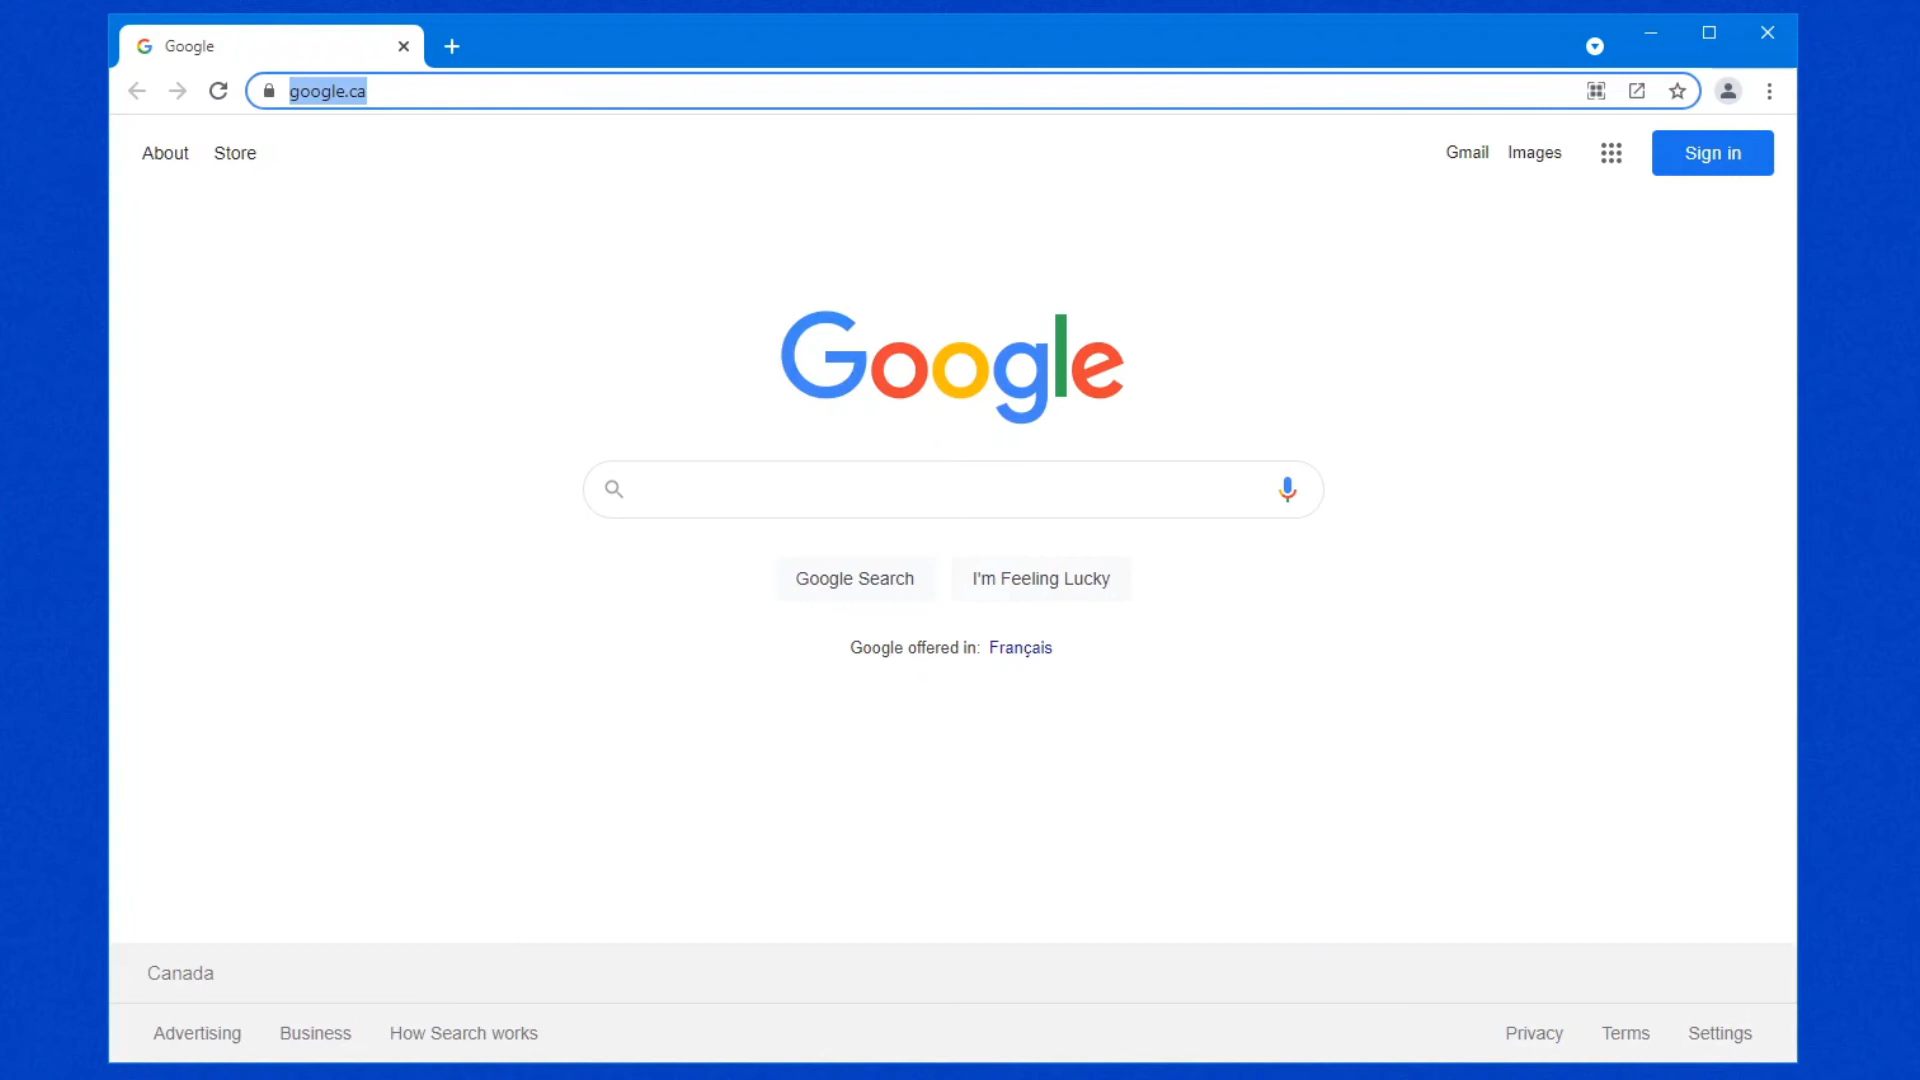 Google
google.ca
About Store Gmail Images Sign in
Google
Google Search I'm Feeling Lucky
Google offered in: Français
Canada
Advertising Business How Search works Privacy Terms Settings